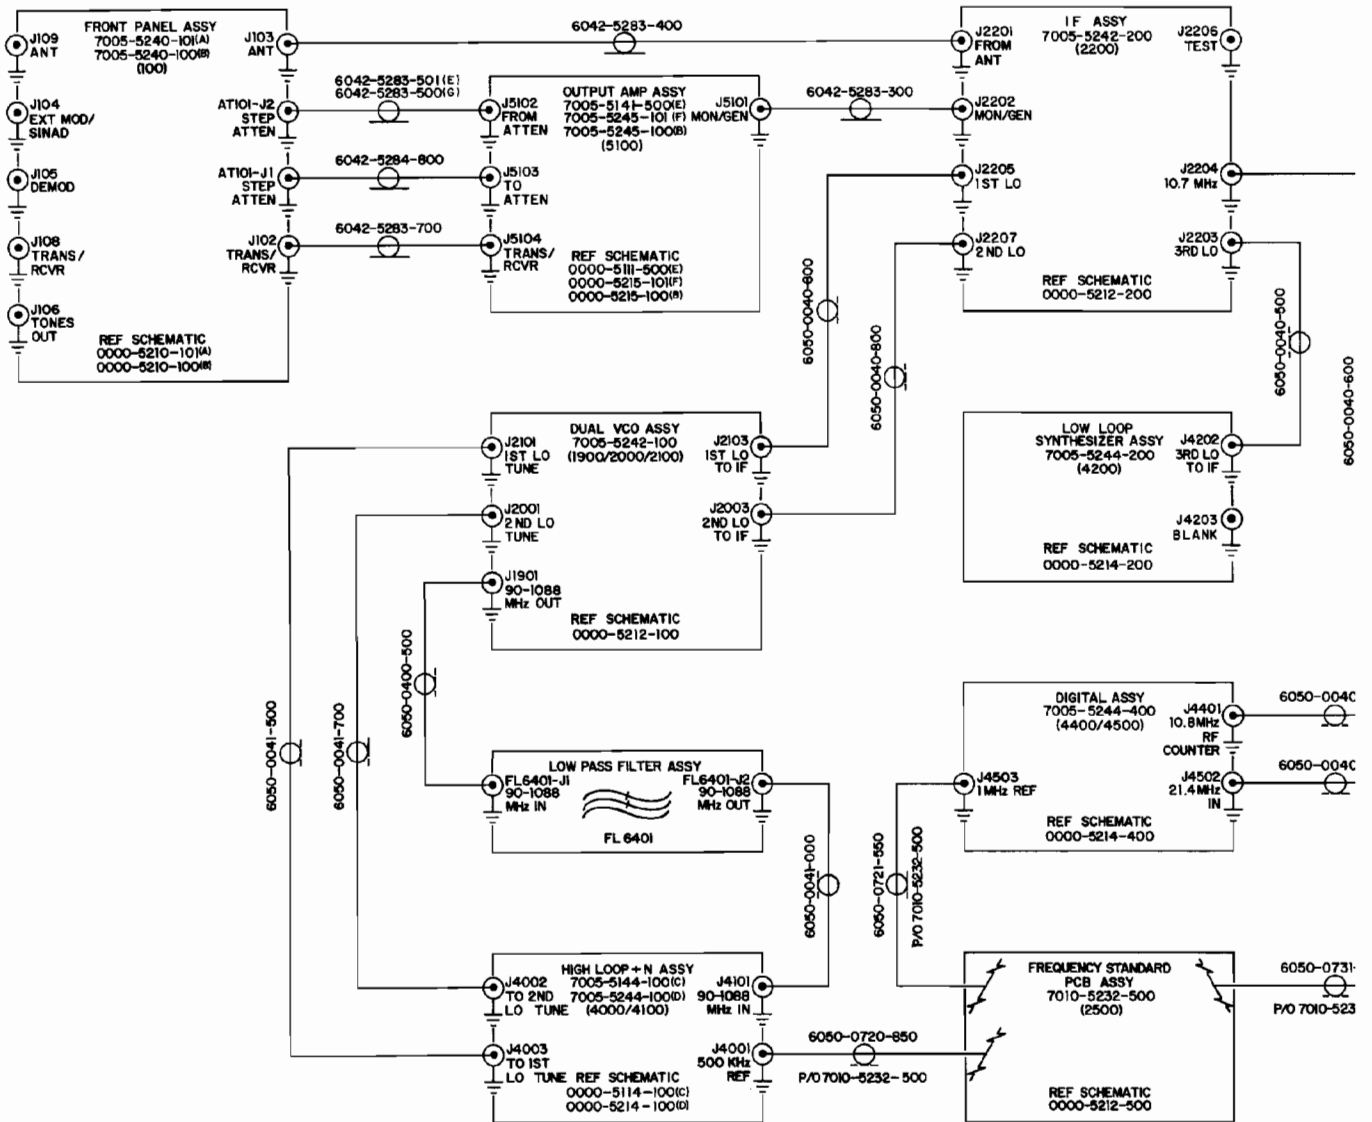 FRONT PANEL ASSY
7005-5240-101(A)
7005-5240-100(B)
(100)
J109
ANT
J103
ANT
J104
EXT MOD/
SINAD
AT101-J2
STEP
ATTEN
J105
DEMOD
AT101-J1
STEP
ATTEN
J108
TRANS/
RCVR
J102
TRANS/
RCVR
J106
TONES
OUT
REF SCHEMATIC
0000-5210-101(A)
0000-5210-100(B)
6042-5283-400
6042-5283-501(E)
6042-5283-500(G)
6042-5284-800
6042-5283-700
OUTPUT AMP ASSY
7005-5141-500(E)
7005-5245-101(F)
7005-5245-100(B)
(5100)
J5102
FROM
ATTEN
J5101
MON/GEN
J5103
TO
ATTEN
J5104
TRANS/
RCVR
REF SCHEMATIC
0000-5111-500(E)
0000-5215-101(F)
0000-5215-100(B)
6042-5283-300
IF ASSY
7005-5242-200
(2200)
J2201
FROM
ANT
J2206
TEST
J2202
MON/GEN
J2205
1ST LO
J2204
10.7 MHz
J2207
2ND LO
J2203
3RD LO
REF SCHEMATIC
0000-5212-200
6050-0040-800
6050-0040-800
6050-0040-500
6050-0040-600
DUAL VCO ASSY
7005-5242-100
(1900/2000/2100)
J2101
1ST LO
TUNE
J2103
1ST LO
TO IF
J2001
2ND LO
TUNE
J2003
2ND LO
TO IF
J1901
90-1088
MHz OUT
REF SCHEMATIC
0000-5212-100
LOW LOOP
SYNTHESIZER ASSY
7005-5244-200
(4200)
J4202
3RD LO
TO IF
J4203
BLANK
REF SCHEMATIC
0000-5214-200
6050-0041-500
6050-0041-700
6050-0400-500
LOW PASS FILTER ASSY
FL6401-J1
90-1088
MHz IN
FL6401-J2
90-1088
MHz OUT
FL6401
6050-0041-000
DIGITAL ASSY
7005-5244-400
(4400/4500)
J4401
10.8MHz
RF
COUNTER
J4503
1MHz REF
J4502
21.4MHz
IN
REF SCHEMATIC
0000-5214-400
6050-0040
6050-0040
6050-0721-550
P/O 7010-5232-500
HIGH LOOP+N ASSY
7005-5144-100(C)
7005-5244-100(D)
(4000/4100)
J4002
TO 2ND
LO TUNE
J4101
90-1088
MHz IN
J4003
TO 1ST
LO TUNE
J4001
500 KHz
REF
REF SCHEMATIC
0000-5114-100(C)
0000-5214-100(D)
6050-0720-850
P/O 7010-5232-500
FREQUENCY STANDARD
PCB ASSY
7010-5232-500
(2500)
REF SCHEMATIC
0000-5212-500
6050-0731-
P/O 7010-523